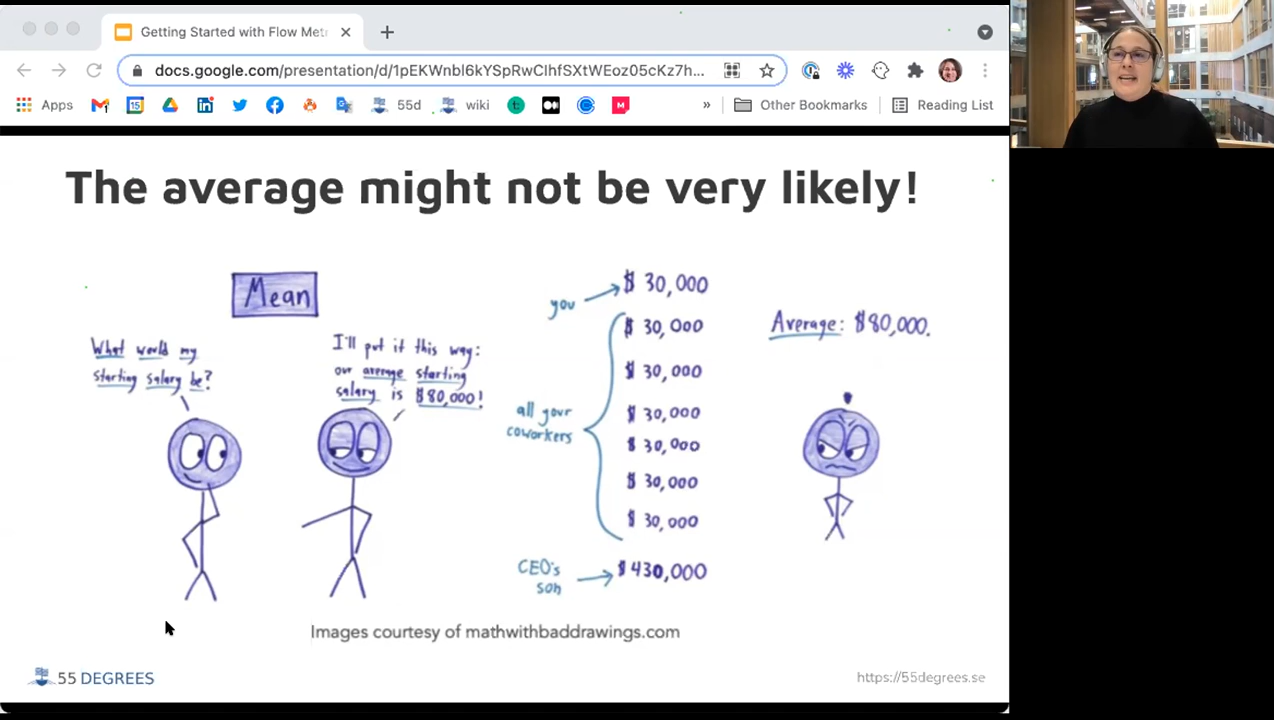 Getting Started with Flow Metr
docs.google.com/presentation/d/1pEKWnbl6kYSpRwClhfSXtWEoz05cKz7h...
Apps
15
55d
wiki
t
M
»
Other Bookmarks
Reading List
The average might not be very likely!
Mean
What would my
starting salary be?
I'll put it this way:
our average starting
salary is $80,000!
you
$ 30,000
$ 30,000
$ 30,000
all your
coworkers
$ 30,000
$ 30,000
$ 30,000
$ 30,000
CEO's
son
$430,000
Average: $80,000.
Images courtesy of mathwithbaddrawings.com
55 DEGREES
https://55degrees.se